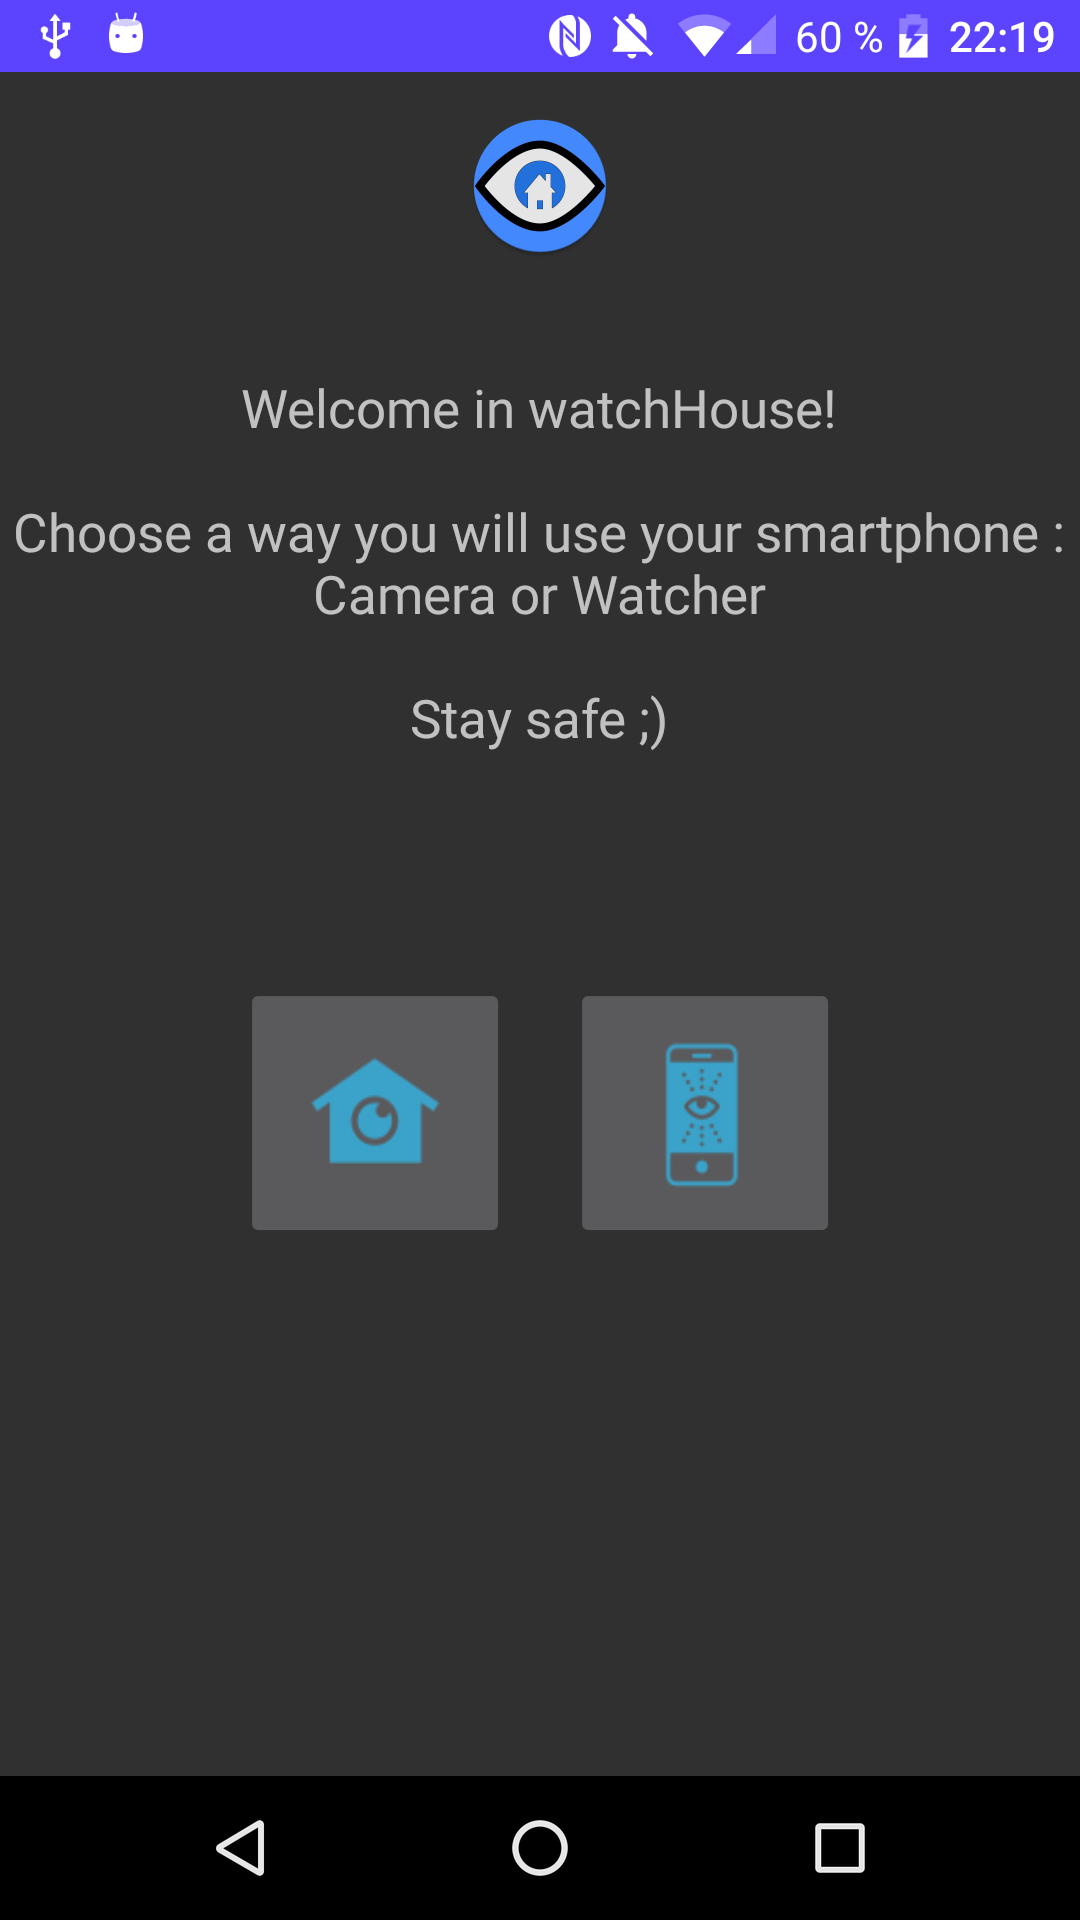 60 % 22:19
Welcome in watchHouse!
Choose a way you will use your smartphone :
Camera or Watcher
Stay safe ;)